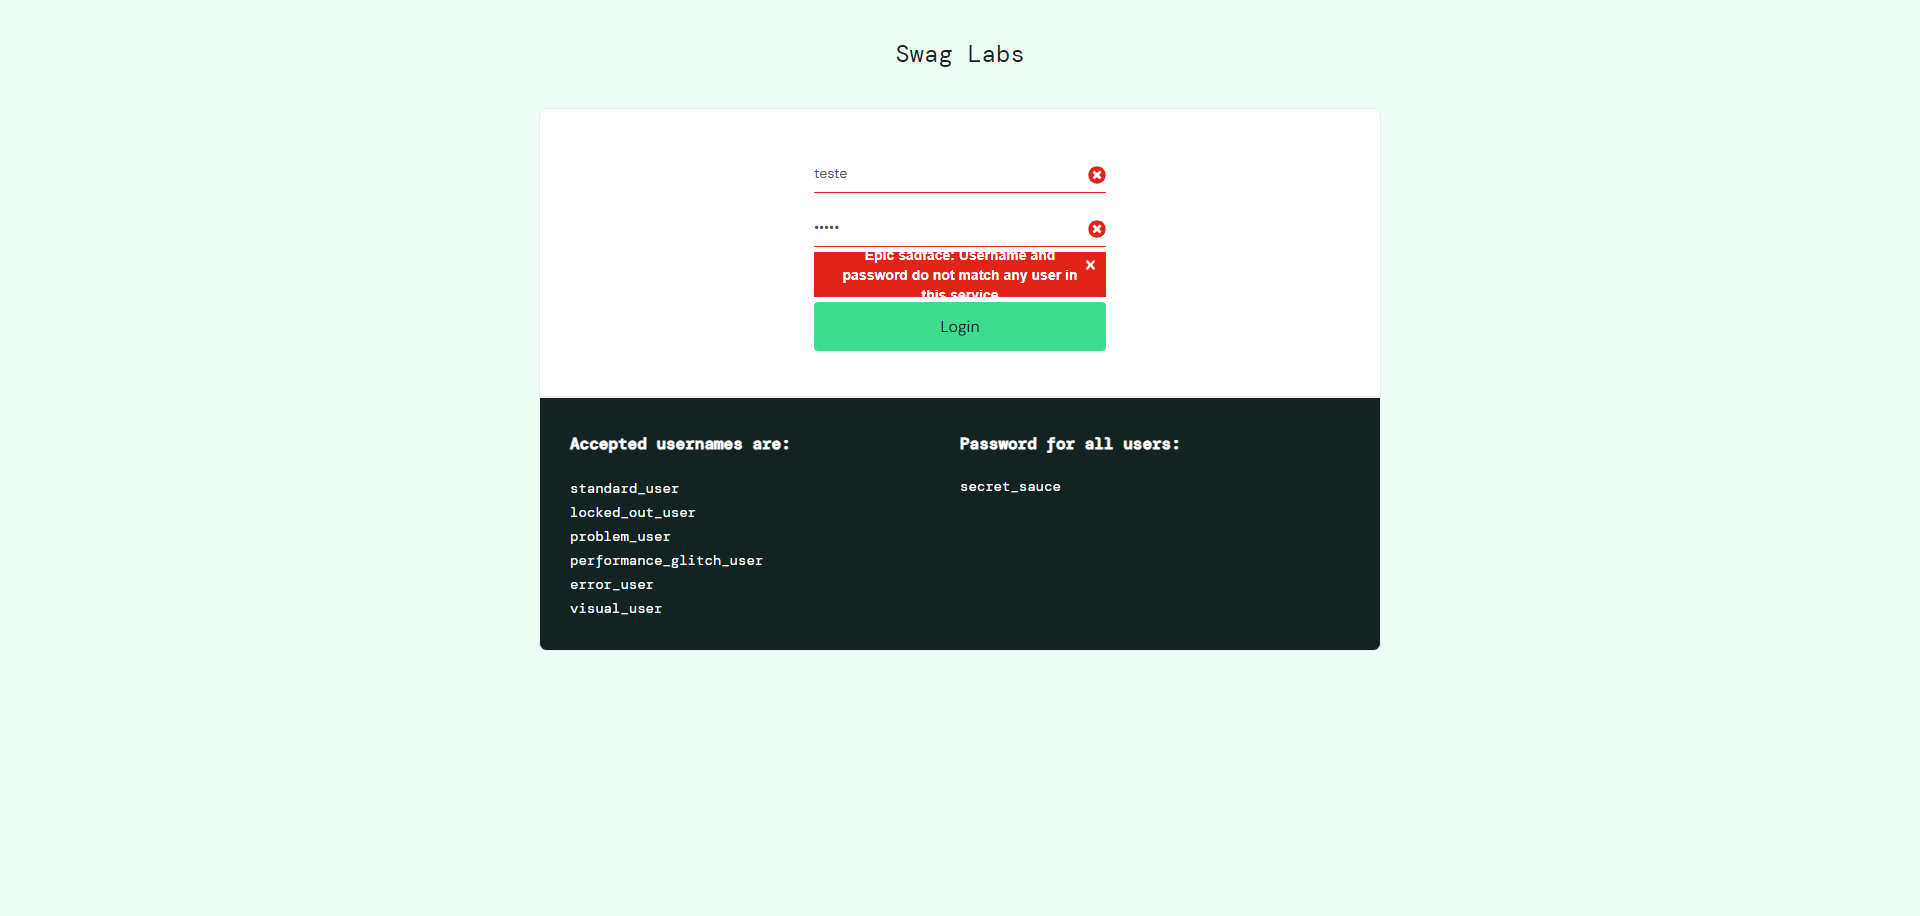 Swag Labs
teste
•••••
Epic sadface: Username and
password do not match any user in
this service
Login
Accepted usernames are:
standard_user
locked_out_user
problem_user
performance_glitch_user
error_user
visual_user
Password for all users:
secret_sauce